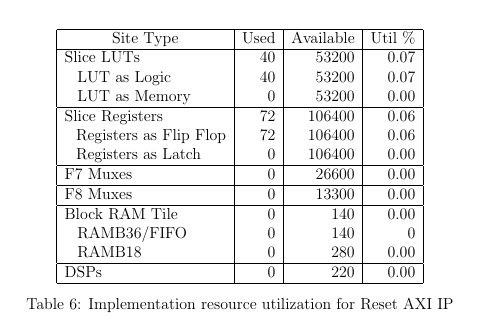 Site Type Used Available Util %
Slice LUTs 40 53200 0.07
LUT as Logic 40 53200 0.07
LUT as Memory 0 53200 0.00
Slice Registers 72 106400 0.06
Registers as Flip Flop 72 106400 0.06
Registers as Latch 0 106400 0.00
F7 Muxes 0 26600 0.00
F8 Muxes 0 13300 0.00
Block RAM Tile 0 140 0.00
RAMB36/FIFO 0 140 0
RAMB18 0 280 0.00
DSPs 0 220 0.00
Table 6: Implementation resource utilization for Reset AXI IP